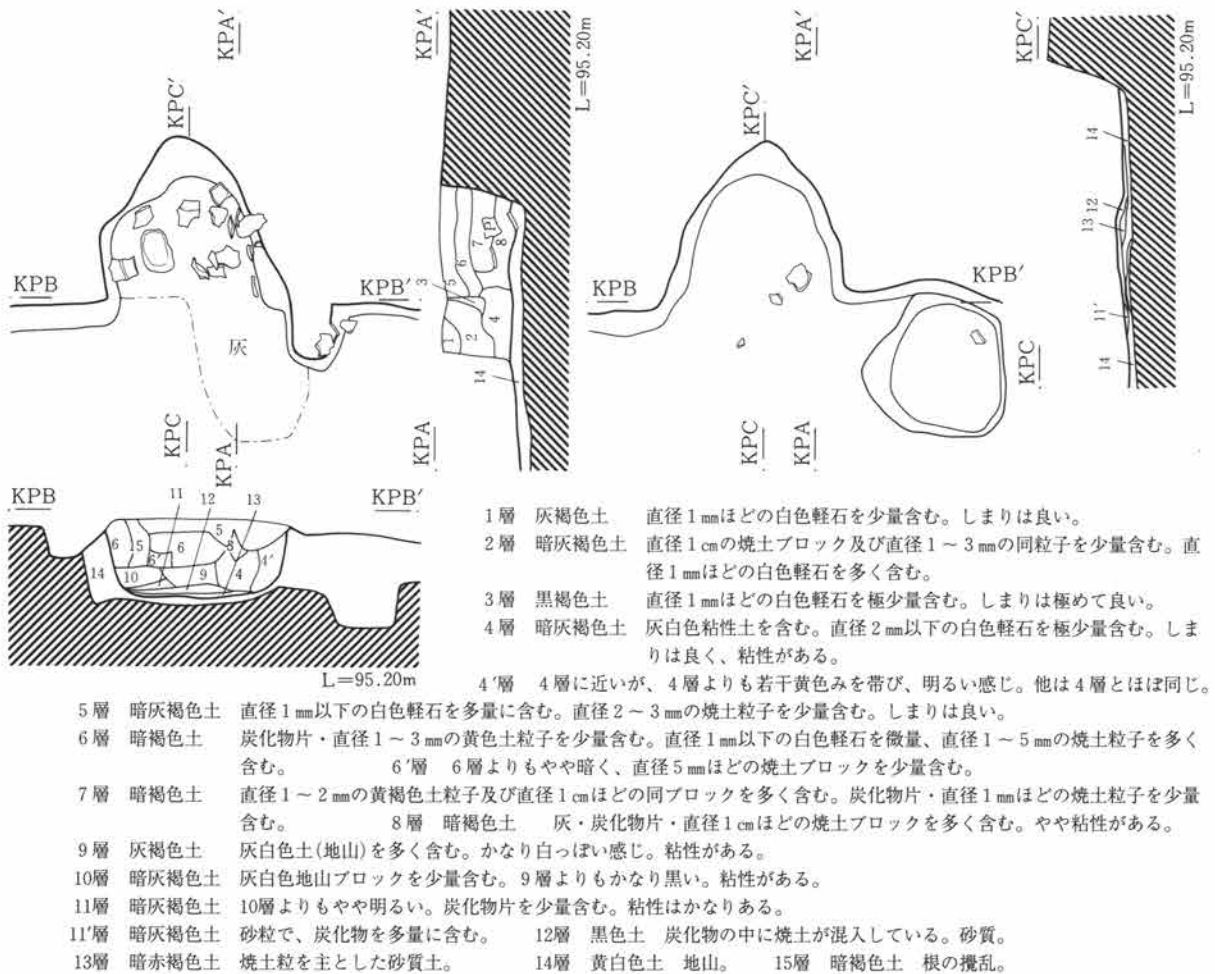 KPA′
KPA′
L=95.20m
KPA′
KPC′
L=95.20m
KPC′
KPC′
14
12
13
7
P
8
6
5
3
KPB
KPB′
KPB
KPB′
11′
灰
4
2
1
14
14
KPC
KPC
KPA
KPA
KPC
KPA
KPB
11
12
13
KPB′
5
6
15
6
8
6′
4′
14
10
9
4
L=95.20m
1層 灰褐色土 直径1㎜ほどの白色軽石を少量含む。しまりは良い。
2層 暗灰褐色土 直径1㎝の焼土ブロック及び直径1～3㎜の同粒子を少量含む。直
径1㎜ほどの白色軽石を多く含む。
3層 黒褐色土 直径1㎜ほどの白色軽石を極少量含む。しまりは極めて良い。
4層 暗灰褐色土 灰白色粘性土を含む。直径2㎜以下の白色軽石を極少量含む。しま
りは良く、粘性がある。
4′層 4層に近いが、4層よりも若干黄色みを帯び、明るい感じ。他は4層とほぼ同じ。
5層 暗灰褐色土 直径1㎜以下の白色軽石を多量に含む。直径2～3㎜の焼土粒子を少量含む。しまりは良い。
6層 暗褐色土 炭化物片・直径1～3㎜の黄色土粒子を少量含む。直径1㎜以下の白色軽石を微量、直径1～5㎜の焼土粒子を多く
含む。 6′層 6層よりもやや暗く、直径5㎜ほどの焼土ブロックを少量含む。
7層 暗褐色土 直径1～2㎜の黄褐色土粒子及び直径1㎝ほどの同ブロックを多く含む。炭化物片・直径1㎜ほどの焼土粒子を少量
含む。 8層 暗褐色土 灰・炭化物片・直径1㎝ほどの焼土ブロックを多く含む。やや粘性がある。
9層 灰褐色土 灰白色土(地山)を多く含む。かなり白っぽい感じ。粘性がある。
10層 暗灰褐色土 灰白色地山ブロックを少量含む。9層よりもかなり黒い。粘性がある。
11層 暗灰褐色土 10層よりもやや明るい。炭化物片を少量含む。粘性はかなりある。
11′層 暗灰褐色土 砂粒で、炭化物を多量に含む。 12層 黒色土 炭化物の中に焼土が混入している。砂質。
13層 暗赤褐色土 焼土粒を主とした砂質土。 14層 黄白色土 地山。 15層 暗褐色土 根の攪乱。